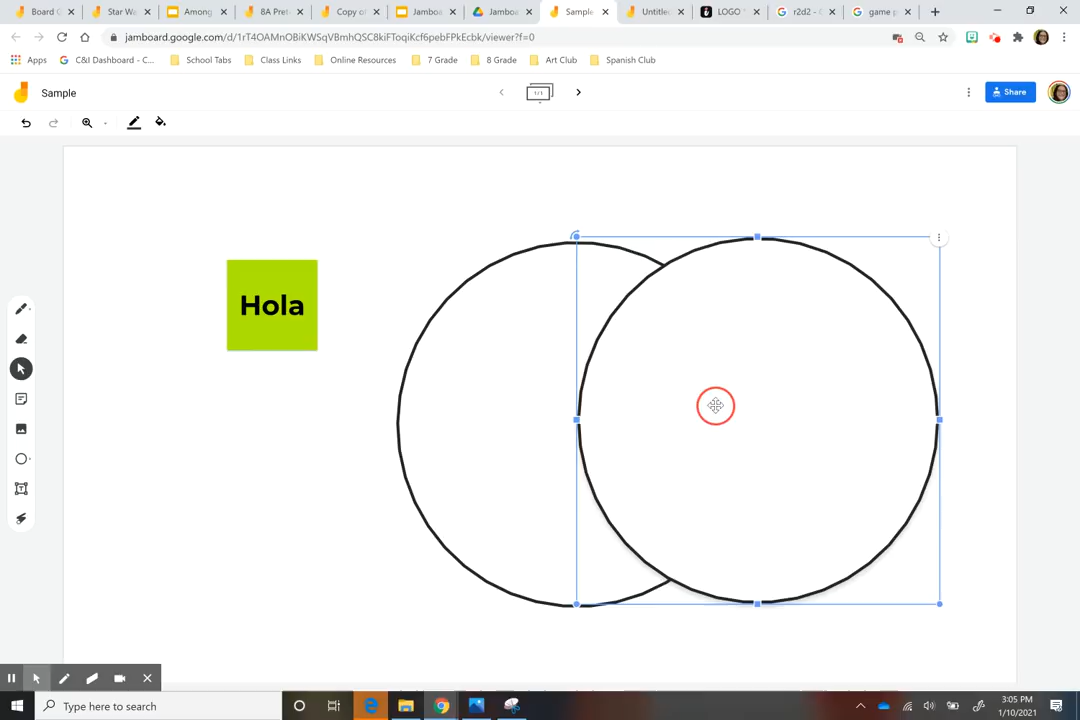 Board G
Star Wa
Among
8A Pret
Copy o
Jamboa
Jamboa
Sample
Untitle
LOGO
r2d2 - G
game p
jamboard.google.com/d/1rT4OAMnOBiKWSqVBmhQSC8kiFToqiKcf6pebFPkEcbk/viewer?f=0
Apps
C&I Dashboard - C...
School Tabs
Class Links
Online Resources
7 Grade
8 Grade
Art Club
Spanish Club
Sample
1/1
Share
Hola
Type here to search
3:05 PM
1/10/2021